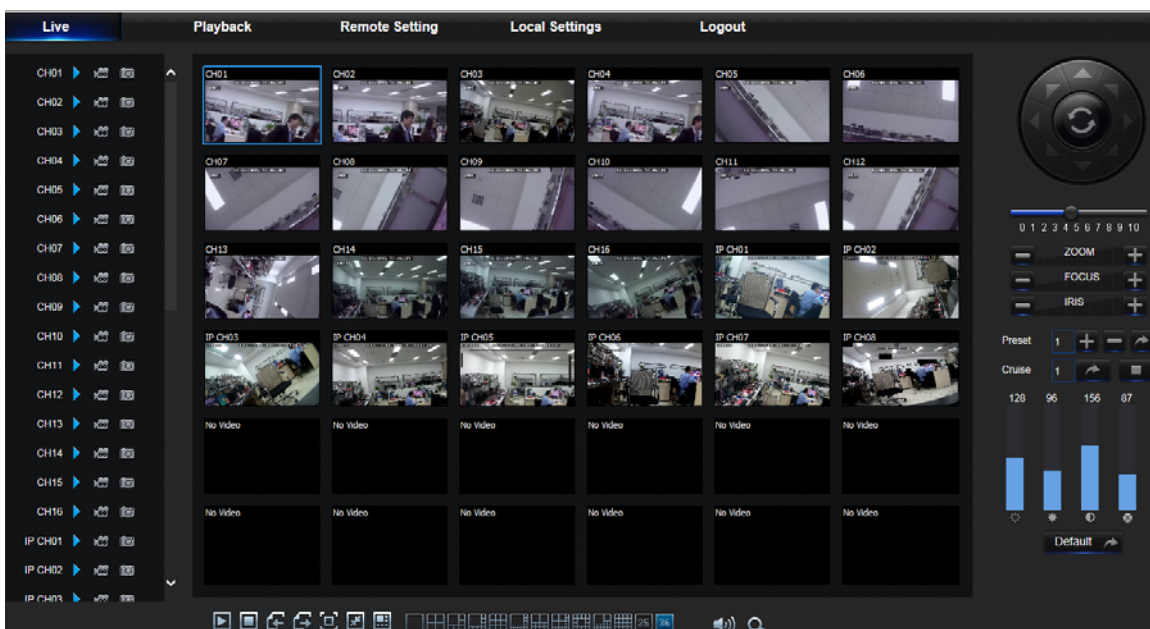 Live Playback Remote Setting Local Settings Logout
CH01
CH02
CH03
CH04
CH05
CH06
CH07
CH08
CH09
CH10
CH11
CH12
CH13
CH14
CH15
CH16
IP CH01
IP CH02
IP CH03
CH01 CH02 CH03 CH04 CH05 CH06
CH07 CH08 CH09 CH10 CH11 CH12
CH13 CH14 CH15 CH16 IP CH01 IP CH02
IP CH03 IP CH04 IP CH05 IP CH06 IP CH07 IP CH08
No Video No Video No Video No Video No Video No Video
No Video No Video No Video No Video No Video No Video
25 36
0 1 2 3 4 5 6 7 8 9 10
ZOOM
FOCUS
IRIS
Preset 1
Cruise 1
128 96 156 87
Default